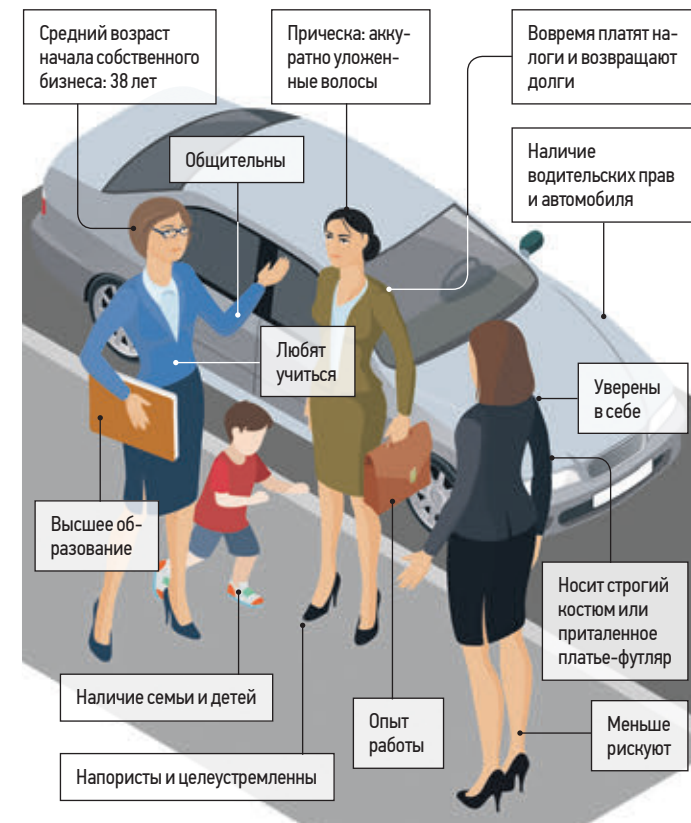 Средний возраст
начала собственного
бизнеса: 38 лет
Прическа: акку-
ратно уложен-
ные волосы
Вовремя платят на-
логи и возвращают
долги
Общительны
Наличие
водительских прав
и автомобиля
Любят
учиться
Уверены
в себе
Высшее об-
разование
Носит строгий
костюм или
приталенное
платье-футляр
Наличие семьи и детей
Опыт
работы
Меньше
рискуют
Напористы и целеустремленны